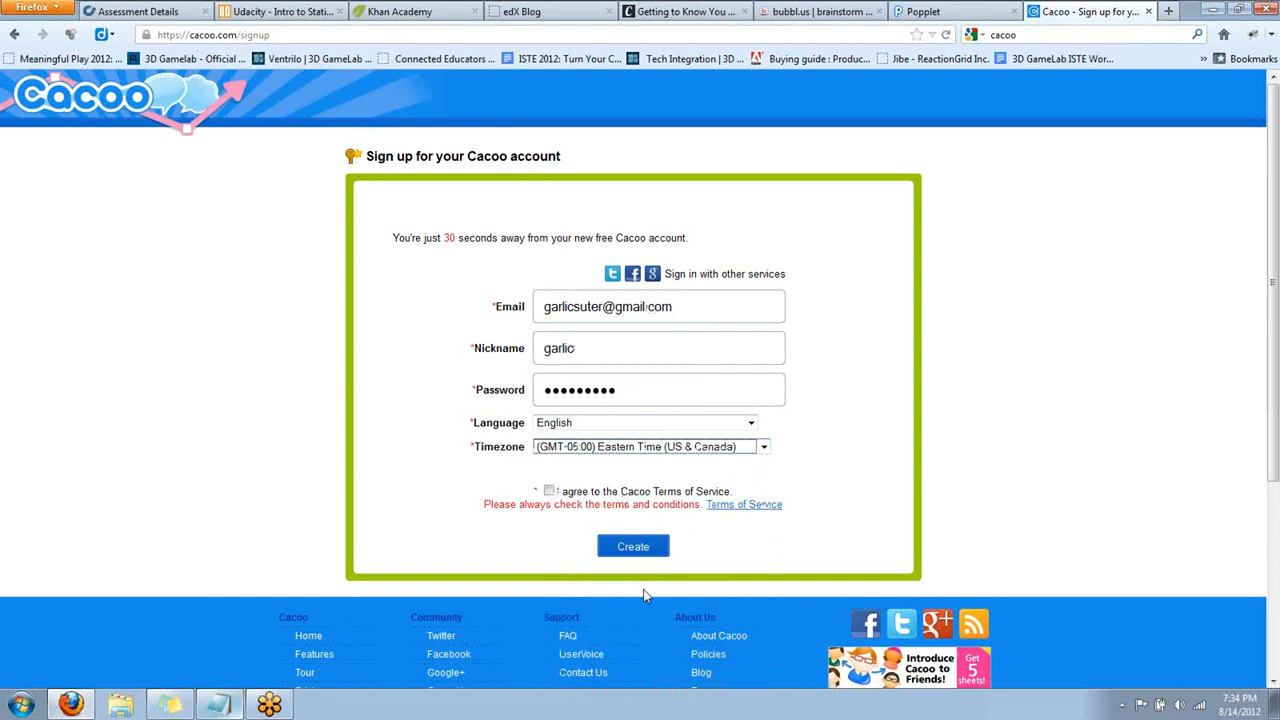 Firefox
Assessment Details
Udacity - Intro to Stati...
Khan Academy
edX Blog
Getting to Know You ...
bubbl.us | brainstorm ...
Popplet
Cacoo - Sign up for y...
https://cacoo.com/signup
cacoo
Meaningful Play 2012: ...
3D Gamelab - Official ...
Ventrilo | 3D GameLab ...
Connected Educators ...
ISTE 2012: Turn Your C...
Tech Integration | 3D ...
Buying guide : Produc...
Jibe - ReactionGrid Inc.
3D GameLab ISTE Wor...
Bookmarks
Cacoo
Sign up for your Cacoo account
You're just 30 seconds away from your new free Cacoo account.
Sign in with other services
*Email garlicsuter@gmail.com
*Nickname garlic
*Password
*Language English
*Timezone (GMT-05:00) Eastern Time (US & Canada)
* I agree to the Cacoo Terms of Service.
Please always check the terms and conditions. Terms of Service
Create
Cacoo
Community
Support
About Us
Home
Twitter
FAQ
About Cacoo
Features
Facebook
UserVoice
Policies
Tour
Google+
Contact Us
Blog
Introduce
Cacoo to
Friends!
Get
5
sheets!
7:34 PM
8/14/2012